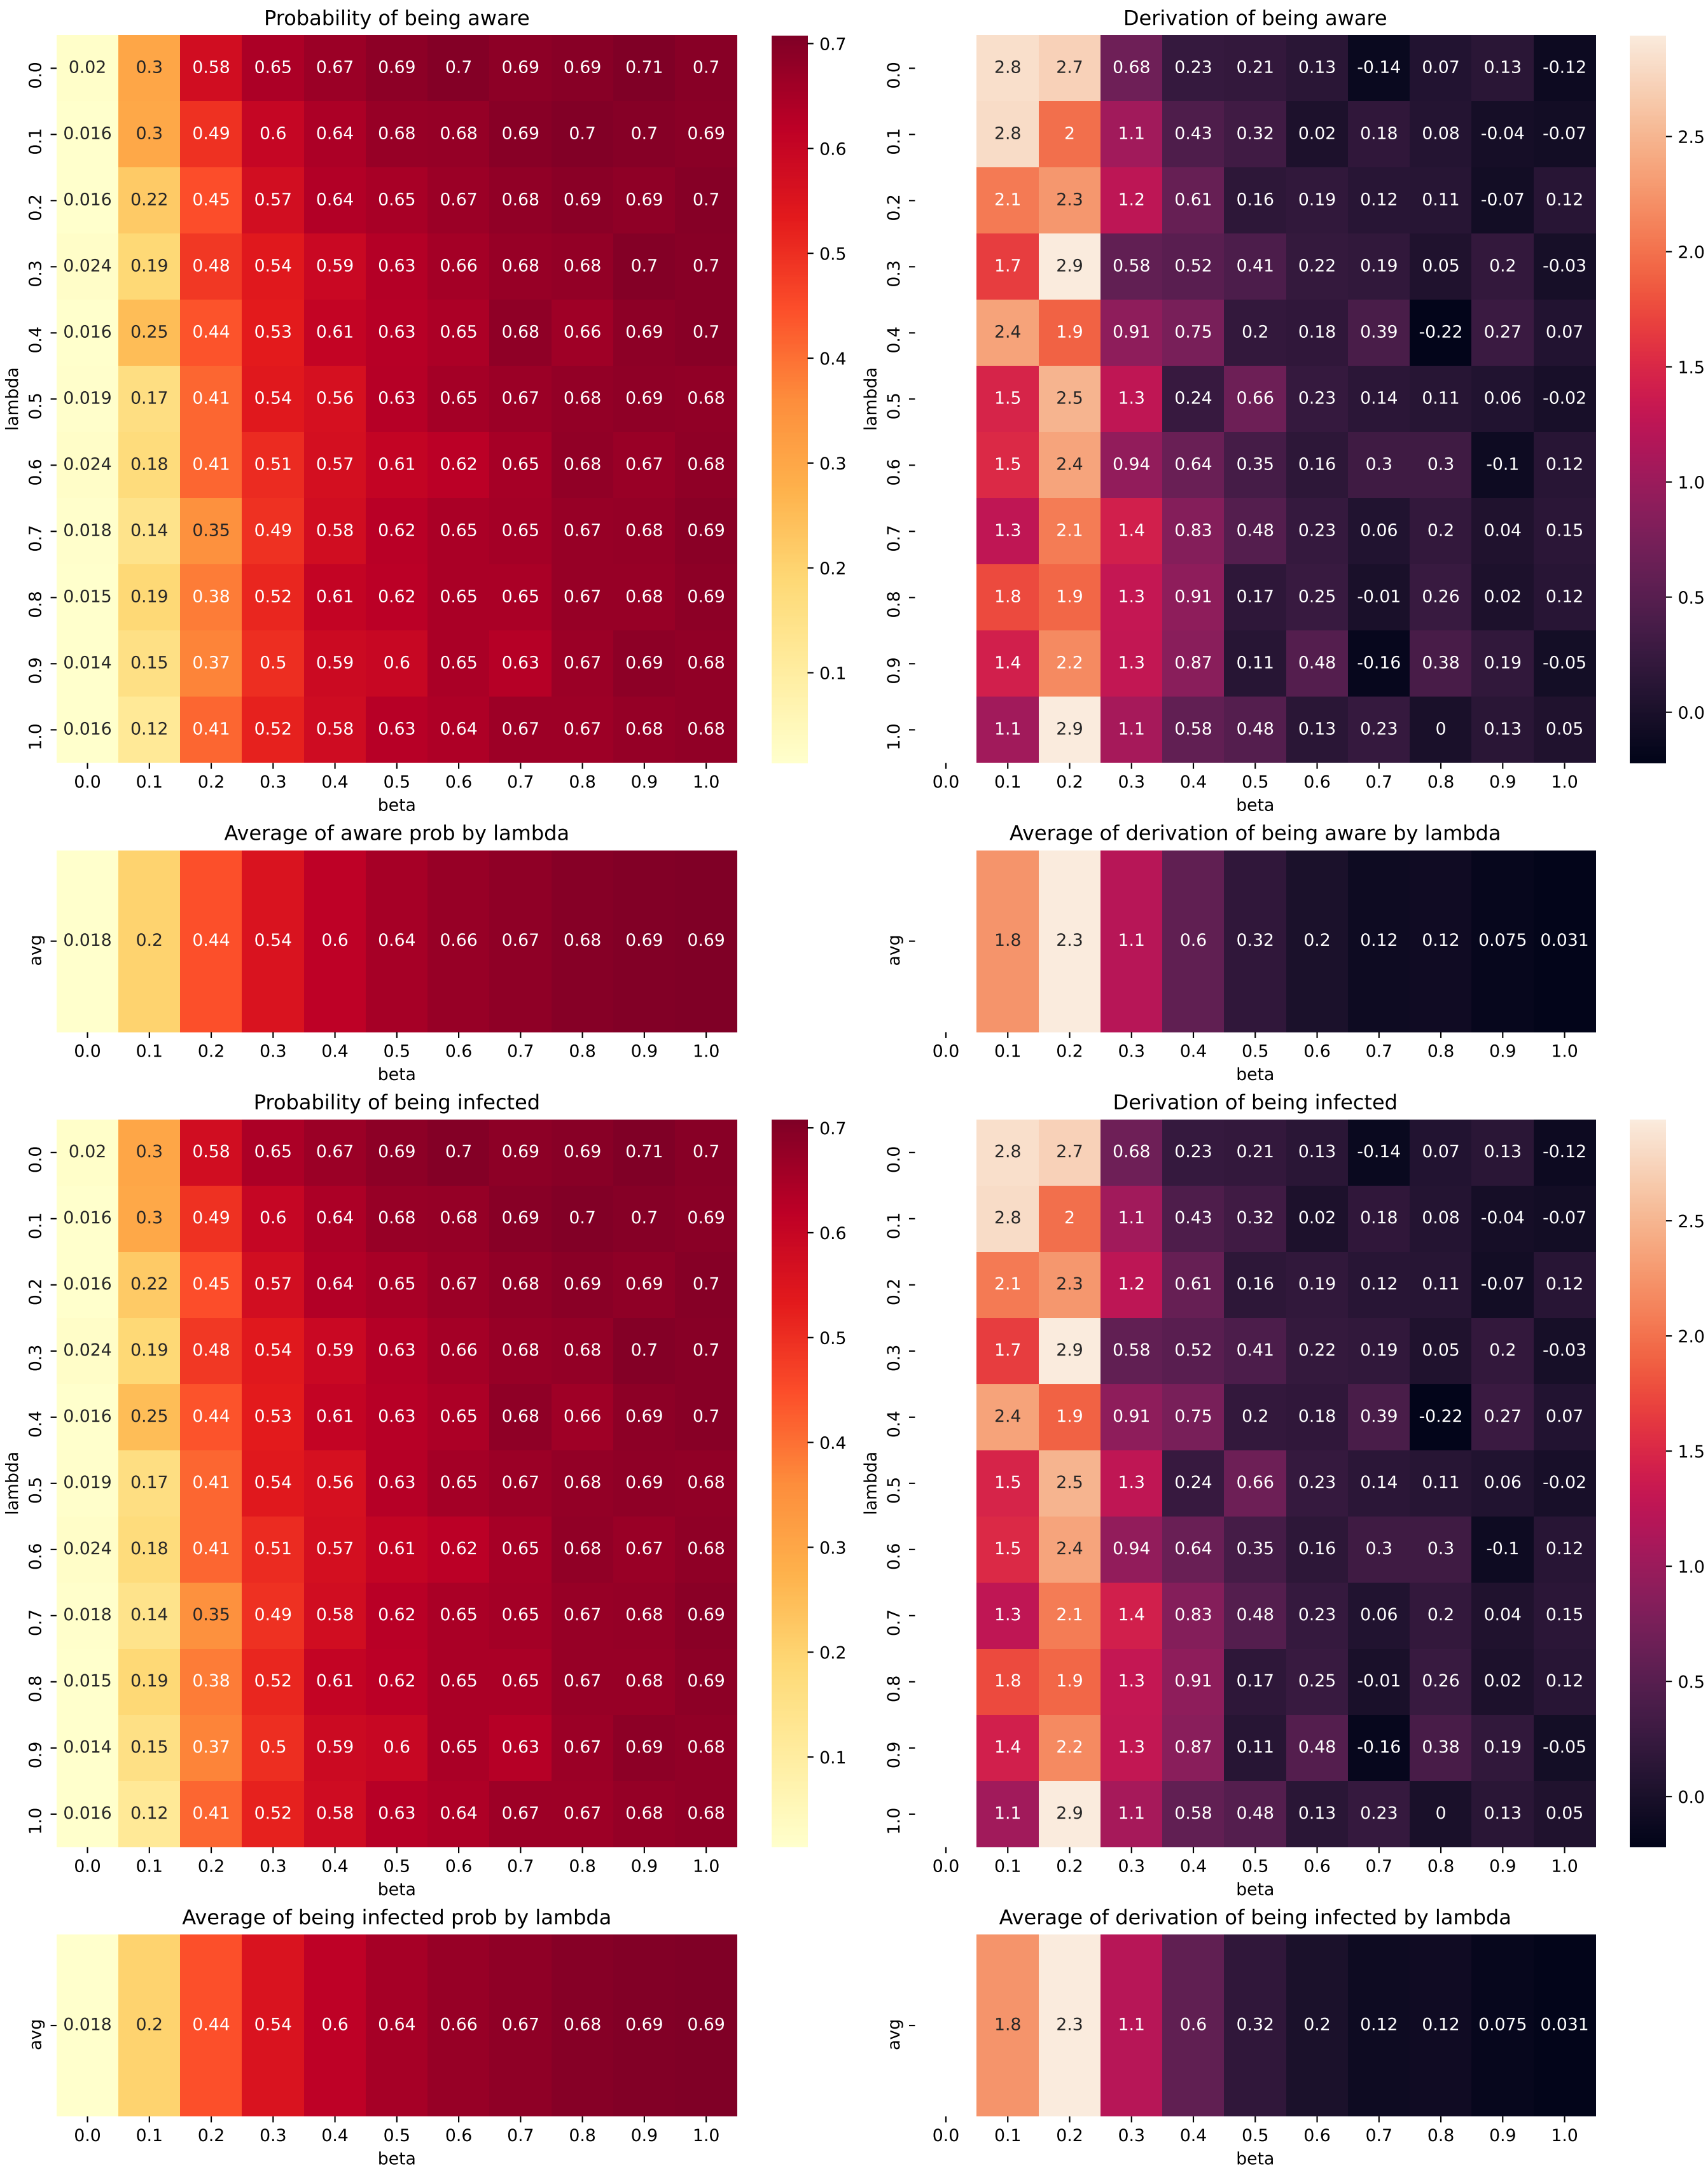 Probability of being aware
0.0 0.02 0.3 0.58 0.65 0.67 0.69 0.7 0.69 0.69 0.71 0.7
0.1 0.016 0.3 0.49 0.6 0.64 0.68 0.68 0.69 0.7 0.7 0.69
0.2 0.016 0.22 0.45 0.57 0.64 0.65 0.67 0.68 0.69 0.69 0.7
0.3 0.024 0.19 0.48 0.54 0.59 0.63 0.66 0.68 0.68 0.7 0.7
0.4 0.016 0.25 0.44 0.53 0.61 0.63 0.65 0.68 0.66 0.69 0.7
0.5 0.019 0.17 0.41 0.54 0.56 0.63 0.65 0.67 0.68 0.69 0.68
0.6 0.024 0.18 0.41 0.51 0.57 0.61 0.62 0.65 0.68 0.67 0.68
0.7 0.018 0.14 0.35 0.49 0.58 0.62 0.65 0.65 0.67 0.68 0.69
0.8 0.015 0.19 0.38 0.52 0.61 0.62 0.65 0.65 0.67 0.68 0.69
0.9 0.014 0.15 0.37 0.5 0.59 0.6 0.65 0.63 0.67 0.69 0.68
1.0 0.016 0.12 0.41 0.52 0.58 0.63 0.64 0.67 0.67 0.68 0.68
lambda
0.0 0.1 0.2 0.3 0.4 0.5 0.6 0.7 0.8 0.9 1.0
beta
0.7
0.6
0.5
0.4
0.3
0.2
0.1
Derivation of being aware
2.8 2.7 0.68 0.23 0.21 0.13 -0.14 0.07 0.13 -0.12
0.0
2.8 2 1.1 0.43 0.32 0.02 0.18 0.08 -0.04 -0.07
0.1
2.1 2.3 1.2 0.61 0.16 0.19 0.12 0.11 -0.07 0.12
0.2
1.7 2.9 0.58 0.52 0.41 0.22 0.19 0.05 0.2 -0.03
0.3
2.4 1.9 0.91 0.75 0.2 0.18 0.39 -0.22 0.27 0.07
0.4
1.5 2.5 1.3 0.24 0.66 0.23 0.14 0.11 0.06 -0.02
0.5
1.5 2.4 0.94 0.64 0.35 0.16 0.3 0.3 -0.1 0.12
0.6
1.3 2.1 1.4 0.83 0.48 0.23 0.06 0.2 0.04 0.15
0.7
1.8 1.9 1.3 0.91 0.17 0.25 -0.01 0.26 0.02 0.12
0.8
1.4 2.2 1.3 0.87 0.11 0.48 -0.16 0.38 0.19 -0.05
0.9
1.1 2.9 1.1 0.58 0.48 0.13 0.23 0 0.13 0.05
1.0
lambda
0.0 0.1 0.2 0.3 0.4 0.5 0.6 0.7 0.8 0.9 1.0
beta
2.5
2.0
1.5
1.0
0.5
0.0
Average of aware prob by lambda
avg 0.018 0.2 0.44 0.54 0.6 0.64 0.66 0.67 0.68 0.69 0.69
0.0 0.1 0.2 0.3 0.4 0.5 0.6 0.7 0.8 0.9 1.0
beta
Average of derivation of being aware by lambda
avg 1.8 2.3 1.1 0.6 0.32 0.2 0.12 0.12 0.075 0.031
0.0 0.1 0.2 0.3 0.4 0.5 0.6 0.7 0.8 0.9 1.0
beta
Probability of being infected
0.0 0.02 0.3 0.58 0.65 0.67 0.69 0.7 0.69 0.69 0.71 0.7
0.1 0.016 0.3 0.49 0.6 0.64 0.68 0.68 0.69 0.7 0.7 0.69
0.2 0.016 0.22 0.45 0.57 0.64 0.65 0.67 0.68 0.69 0.69 0.7
0.3 0.024 0.19 0.48 0.54 0.59 0.63 0.66 0.68 0.68 0.7 0.7
0.4 0.016 0.25 0.44 0.53 0.61 0.63 0.65 0.68 0.66 0.69 0.7
0.5 0.019 0.17 0.41 0.54 0.56 0.63 0.65 0.67 0.68 0.69 0.68
0.6 0.024 0.18 0.41 0.51 0.57 0.61 0.62 0.65 0.68 0.67 0.68
0.7 0.018 0.14 0.35 0.49 0.58 0.62 0.65 0.65 0.67 0.68 0.69
0.8 0.015 0.19 0.38 0.52 0.61 0.62 0.65 0.65 0.67 0.68 0.69
0.9 0.014 0.15 0.37 0.5 0.59 0.6 0.65 0.63 0.67 0.69 0.68
1.0 0.016 0.12 0.41 0.52 0.58 0.63 0.64 0.67 0.67 0.68 0.68
lambda
0.0 0.1 0.2 0.3 0.4 0.5 0.6 0.7 0.8 0.9 1.0
beta
0.7
0.6
0.5
0.4
0.3
0.2
0.1
Derivation of being infected
0.0 2.8 2.7 0.68 0.23 0.21 0.13 -0.14 0.07 0.13 -0.12
0.1 2.8 2 1.1 0.43 0.32 0.02 0.18 0.08 -0.04 -0.07
0.2 2.1 2.3 1.2 0.61 0.16 0.19 0.12 0.11 -0.07 0.12
0.3 1.7 2.9 0.58 0.52 0.41 0.22 0.19 0.05 0.2 -0.03
0.4 2.4 1.9 0.91 0.75 0.2 0.18 0.39 -0.22 0.27 0.07
0.5 1.5 2.5 1.3 0.24 0.66 0.23 0.14 0.11 0.06 -0.02
0.6 1.5 2.4 0.94 0.64 0.35 0.16 0.3 0.3 -0.1 0.12
0.7 1.3 2.1 1.4 0.83 0.48 0.23 0.06 0.2 0.04 0.15
0.8 1.8 1.9 1.3 0.91 0.17 0.25 -0.01 0.26 0.02 0.12
0.9 1.4 2.2 1.3 0.87 0.11 0.48 -0.16 0.38 0.19 -0.05
1.0 1.1 2.9 1.1 0.58 0.48 0.13 0.23 0 0.13 0.05
lambda
0.0 0.1 0.2 0.3 0.4 0.5 0.6 0.7 0.8 0.9 1.0
beta
2.5
2.0
1.5
1.0
0.5
0.0
Average of being infected prob by lambda
avg 0.018 0.2 0.44 0.54 0.6 0.64 0.66 0.67 0.68 0.69 0.69
0.0 0.1 0.2 0.3 0.4 0.5 0.6 0.7 0.8 0.9 1.0
beta
Average of derivation of being infected by lambda
avg 1.8 2.3 1.1 0.6 0.32 0.2 0.12 0.12 0.075 0.031
0.0 0.1 0.2 0.3 0.4 0.5 0.6 0.7 0.8 0.9 1.0
beta